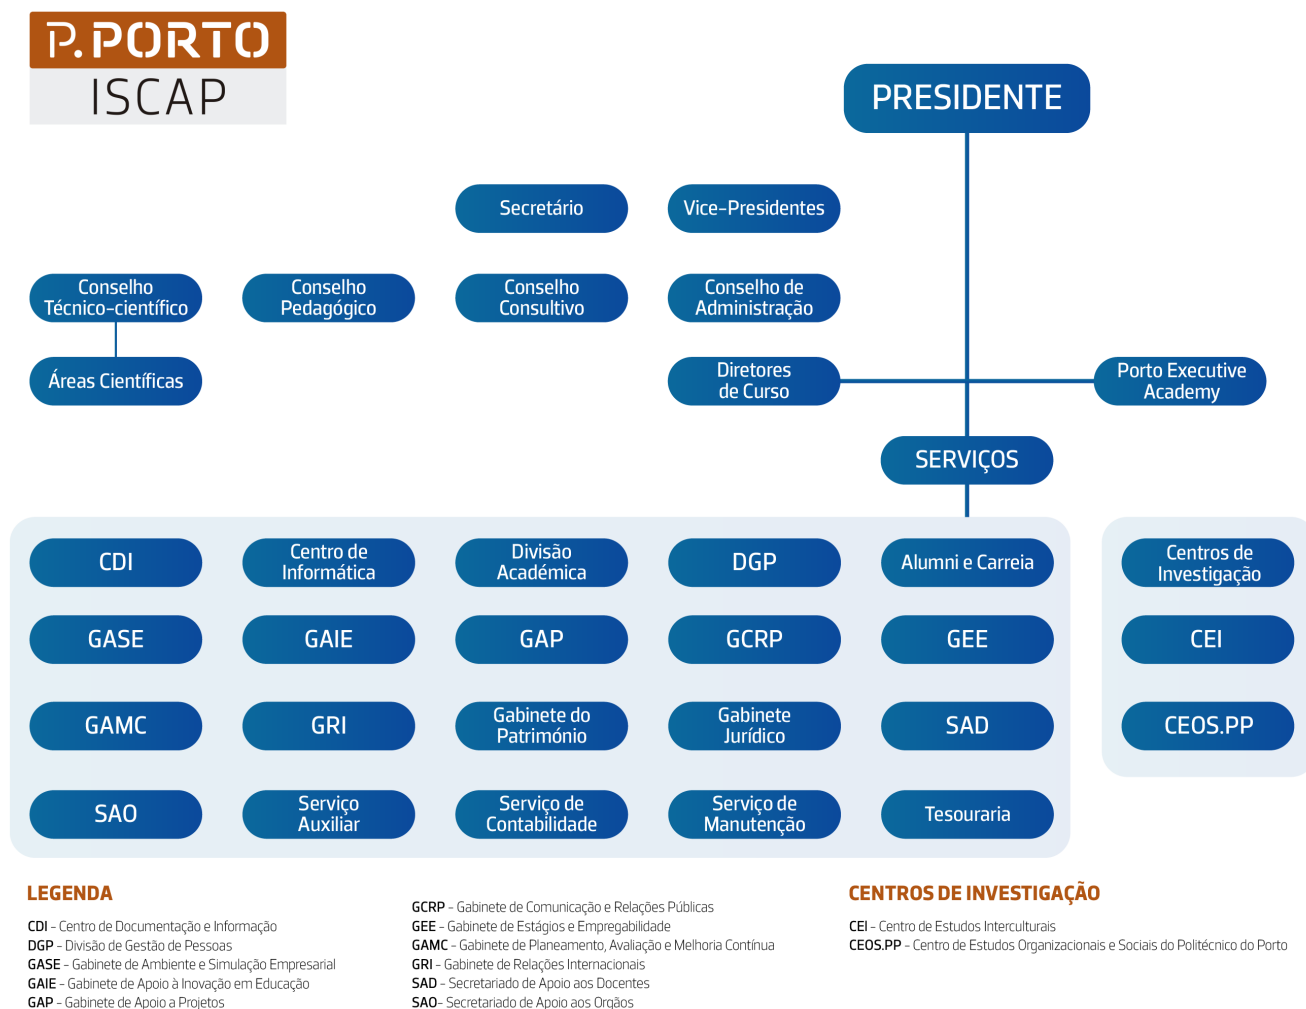 P.PORTO
ISCAP
PRESIDENTE
Secretário
Vice-Presidentes
Conselho
Técnico-científico
Conselho
Pedagógico
Conselho
Consultivo
Conselho de
Administração
Áreas Científicas
Diretores
de Curso
Porto Executive
Academy
SERVIÇOS
CDI
Centro de
Informática
Divisão
Académica
DGP
Alumni e Carreia
Centros de
Investigação
GASE
GAIE
GAP
GCRP
GEE
CEI
GAMC
GRI
Gabinete do
Património
Gabinete
Jurídico
SAD
CEOS.PP
SAO
Serviço
Auxiliar
Serviço de
Contabilidade
Serviço de
Manutenção
Tesouraria
LEGENDA
CDI – Centro de Documentação e Informação
DGP – Divisão de Gestão de Pessoas
GASE – Gabinete de Ambiente e Simulação Empresarial
GAIE – Gabinete de Apoio à Inovação em Educação
GAP – Gabinete de Apoio a Projetos
GCRP – Gabinete de Comunicação e Relações Públicas
GEE – Gabinete de Estágios e Empregabilidade
GAMC – Gabinete de Planeamento, Avaliação e Melhoria Contínua
GRI – Gabinete de Relações Internacionais
SAD – Secretariado de Apoio aos Docentes
SAO– Secretariado de Apoio aos Orgãos
CENTROS DE INVESTIGAÇÃO
CEI – Centro de Estudos Interculturais
CEOS.PP – Centro de Estudos Organizacionais e Sociais do Politécnico do Porto